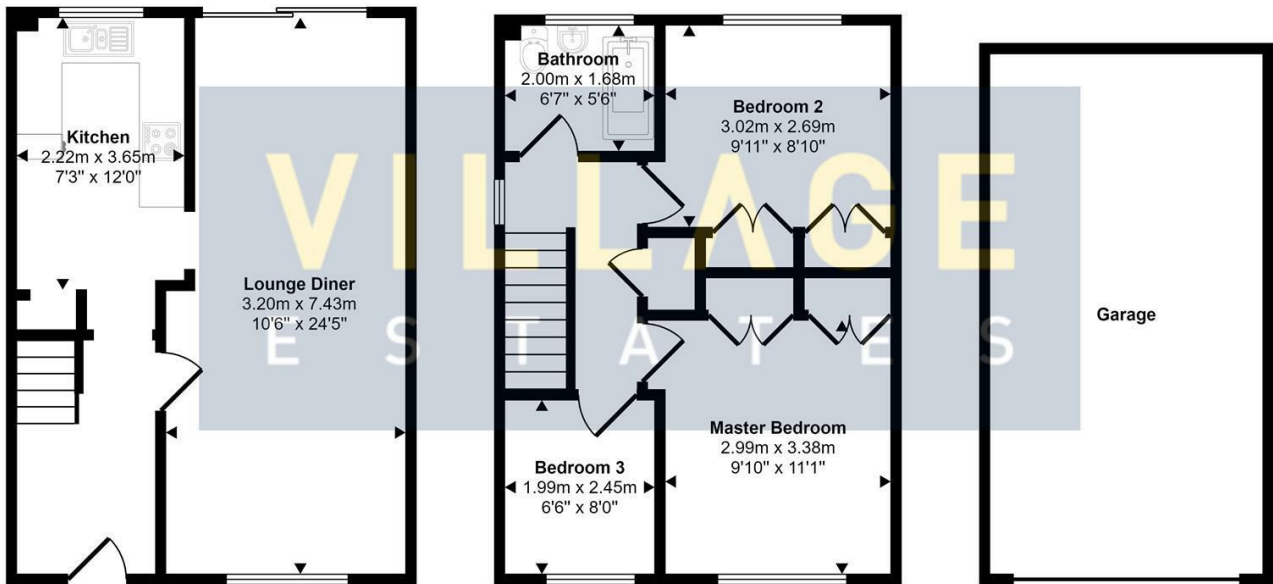 Kitchen
2.22m x 3.65m
7'3" x 12'0"
Lounge Diner
3.20m x 7.43m
10'6" x 24'5"
Bathroom
2.00m x 1.68m
6'7" x 5'6"
Bedroom 2
3.02m x 2.69m
9'11" x 8'10"
Master Bedroom
2.99m x 3.38m
9'10" x 11'1"
Bedroom 3
1.99m x 2.45m
6'6" x 8'0"
Garage
VILLAGE
ESTATES